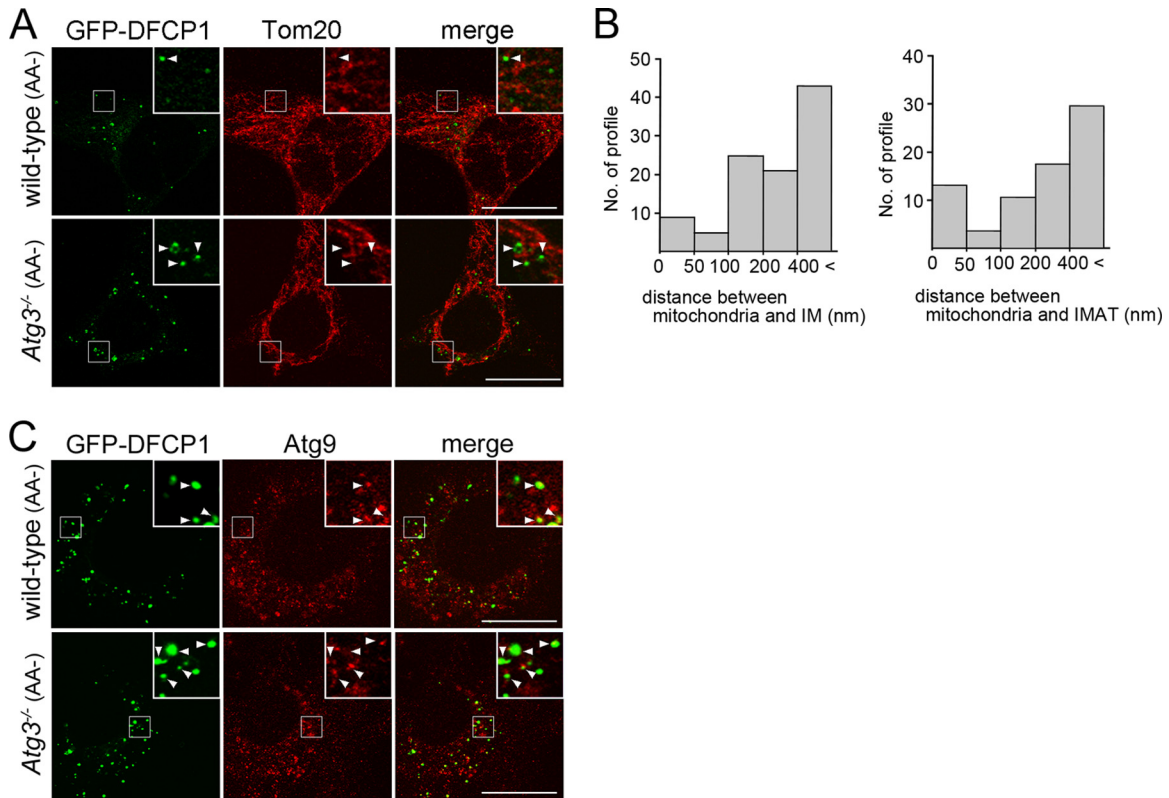 A
GFP-DFCP1 Tom20 merge
wild-type (AA-)
Atg3-/- (AA-)
B
No. of profile
50
40
30
20
10
0 50 100 200 400 <
distance between
mitochondria and IM (nm)
No. of profile
40
30
20
10
0 50 100 200 400 <
distance between
mitochondria and IMAT (nm)
C
GFP-DFCP1 Atg9 merge
wild-type (AA-)
Atg3-/- (AA-)